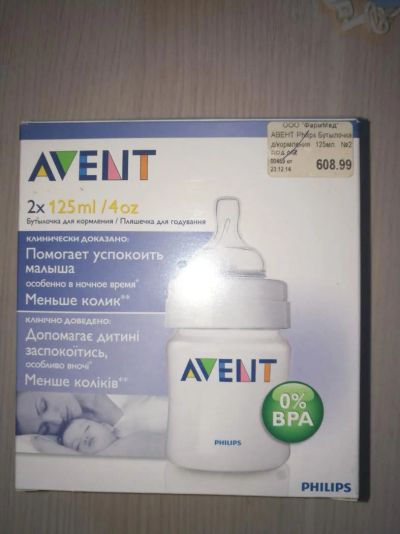 ООО "ФармМед"
АВЕНТ Philips Бутылочка
д/кормления 125мл №2
608.99
23.12.14
AVENT
2x 125ml /4oz
Бутылочка для кормления / Пляшечка для годування
КЛИНИЧЕСКИ ДОКАЗАНО:
Помогает успокоить
малыша
особенно в ночное время*
Меньше колик**
КЛІНІЧНО ДОВЕДЕНО:
Допомагає дитині
заспокоїтись,
особливо вночі*
Менше коліків**
AVENT
PHILIPS
0%
BPA
PHILIPS